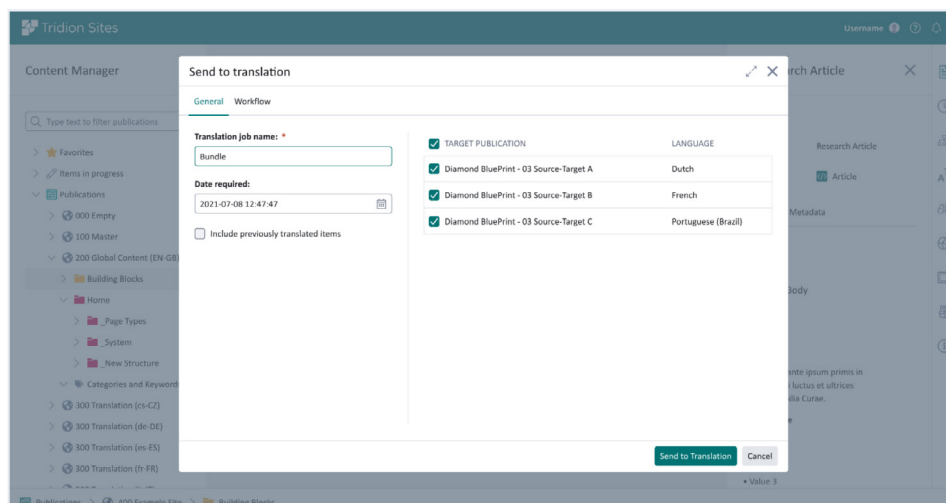 Tridion Sites
Username
Content Manager
Send to translation
rch Article
General Workflow
Type text to filter publications
Favorites
Items in progress
Publications
000 Empty
100 Master
200 Global Content (EN-GB)
Building Blocks
Home
_Page Types
_System
_New Structure
Categories and Keyword
300 Translation (cs-CZ)
300 Translation (de-DE)
300 Translation (ns-ES)
300 Translation (fr-FR)
Translation job name: *
Bundle
Date required:
2021-07-08 12:47:47
Include previously translated items
TARGET PUBLICATION LANGUAGE
Diamond BluePrint - 03 Source-Target A Dutch
Diamond BluePrint - 03 Source-Target B French
Diamond BluePrint - 03 Source-Target C Portuguese (Brazil)
Research Article
Article
Metadata
Body
ante ipsum primis in
luctus et ultrices
ilia Curae.
Send to Translation Cancel
• Value 3
Publications > 400 Example Site > Building Blocks